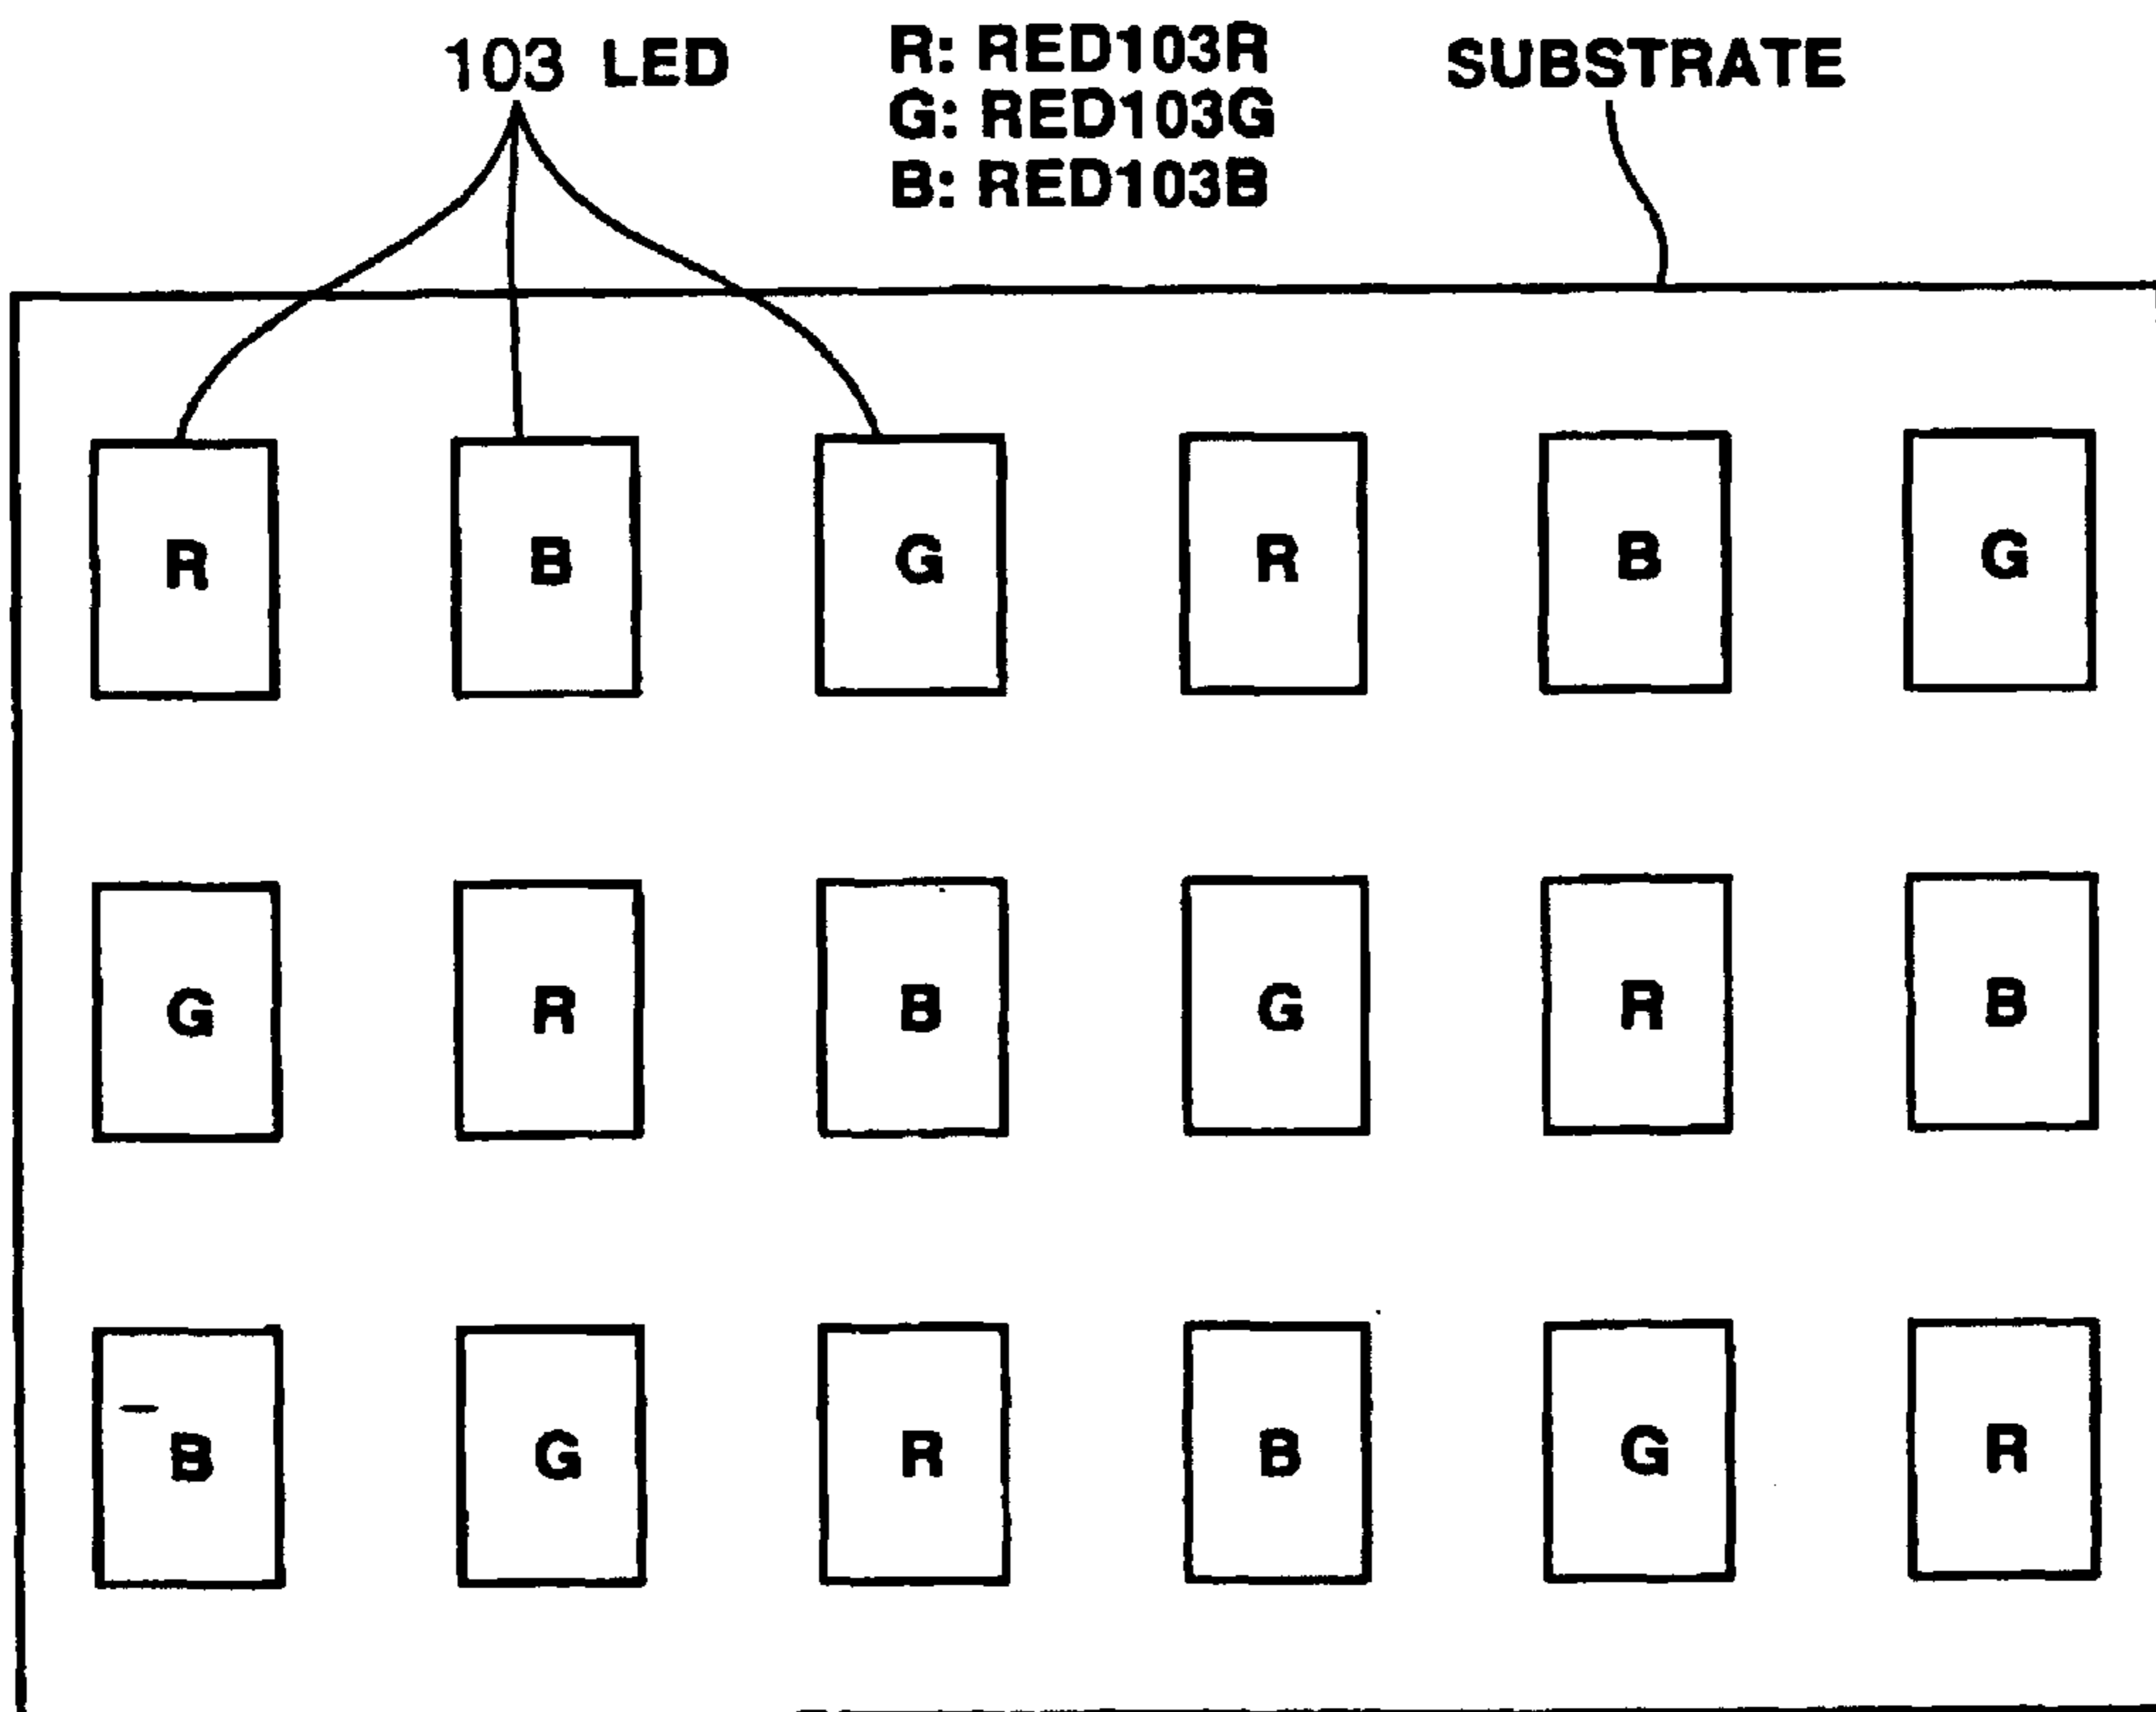 103 LED
R: RED103R
G: RED103G
B: RED103B
SUBSTRATE
R B G R B G
G R B G R B
B G R B G R